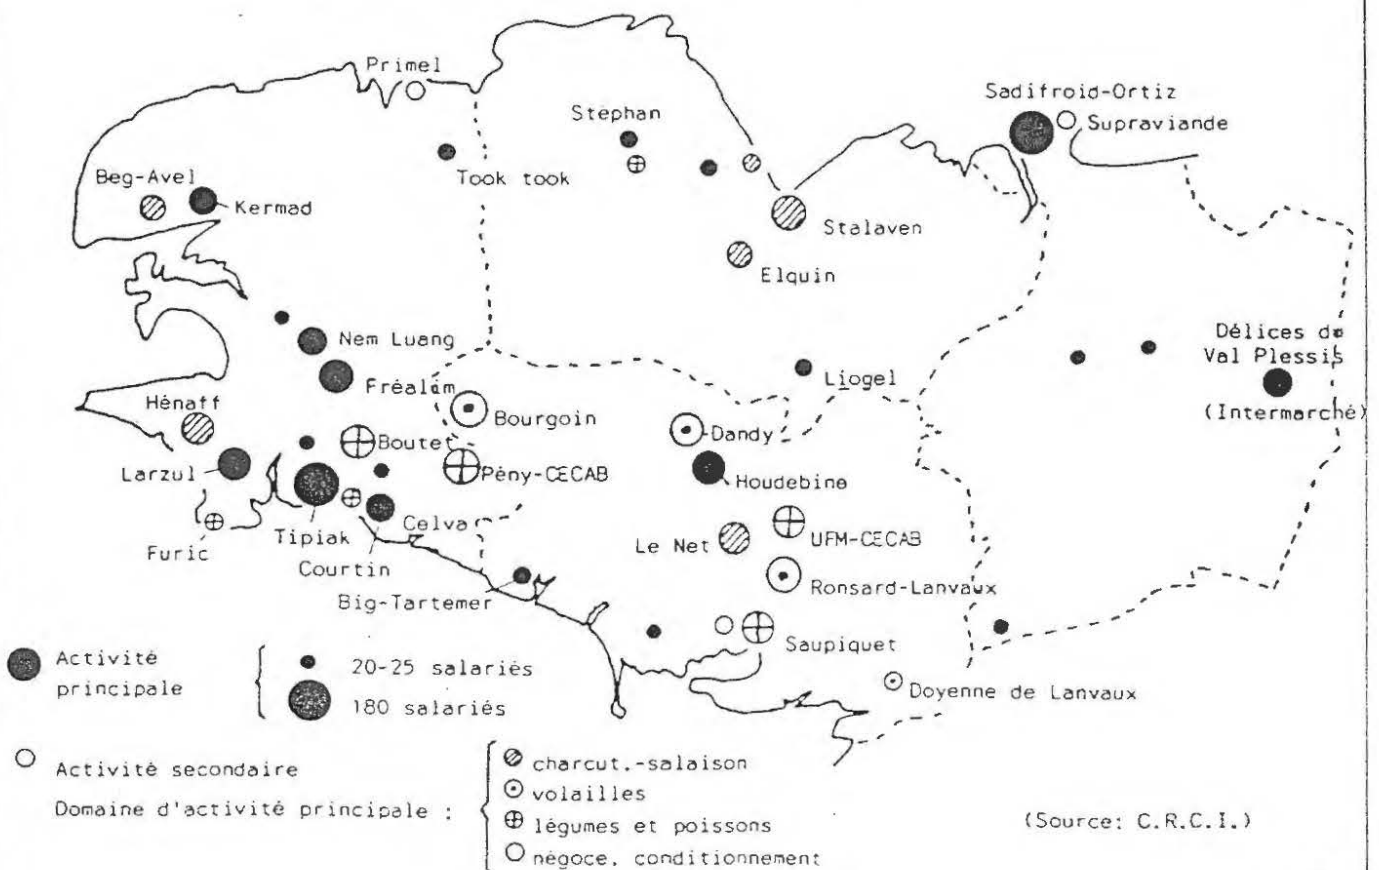 Primel
Sadifroid-Ortiz
Stéphan
Supraviande
Took took
Beg-Avel
Kermad
Stalaven
Elquin
Nem Luang
Délices de
Val Plessis
(Intermarché)
Fréalim
Liogel
Hénaff
Bourgoin
Dandy
Boutet
Larzul
Pény-CECAB
Houdebine
Celva
Tipiak
Furic
Le Net
UFM-CECAB
Courtin
Ronsard-Lanvaux
Big-Tartemer
Saupiquet
Activité
principale
20-25 salariés
180 salariés
Doyenne de Lanvaux
Activité secondaire
Domaine d'activité principale :
charcut.-salaison
volailles
légumes et poissons
négoce, conditionnement
(Source: C.R.C.I.)